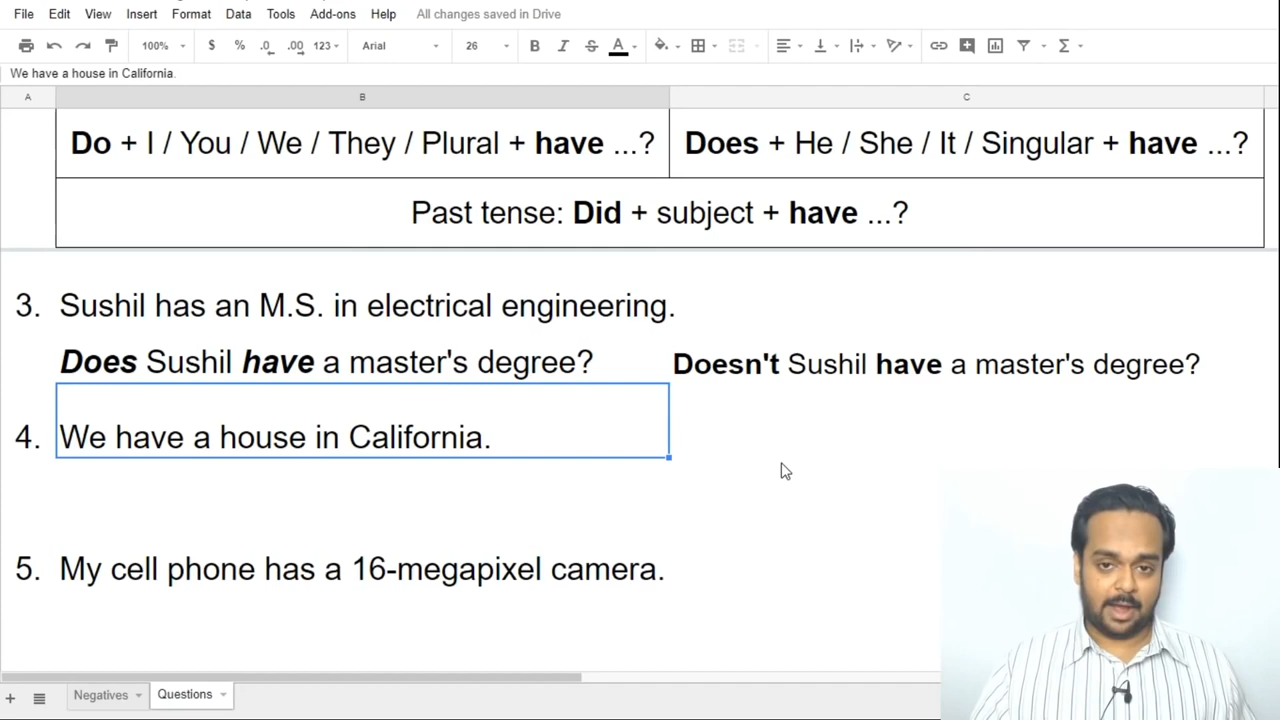 File Edit View Insert Format Data Tools Add-ons Help All changes saved in Drive
100% $ % .0 .00 123 Arial 26 B I S A
We have a house in California.
A B C
Do + I / You / We / They / Plural + have ...? Does + He / She / It / Singular + have ...?
Past tense: Did + subject + have ...?
3. Sushil has an M.S. in electrical engineering.
Does Sushil have a master's degree? Doesn't Sushil have a master's degree?
4. We have a house in California.
5. My cell phone has a 16-megapixel camera.
Negatives Questions